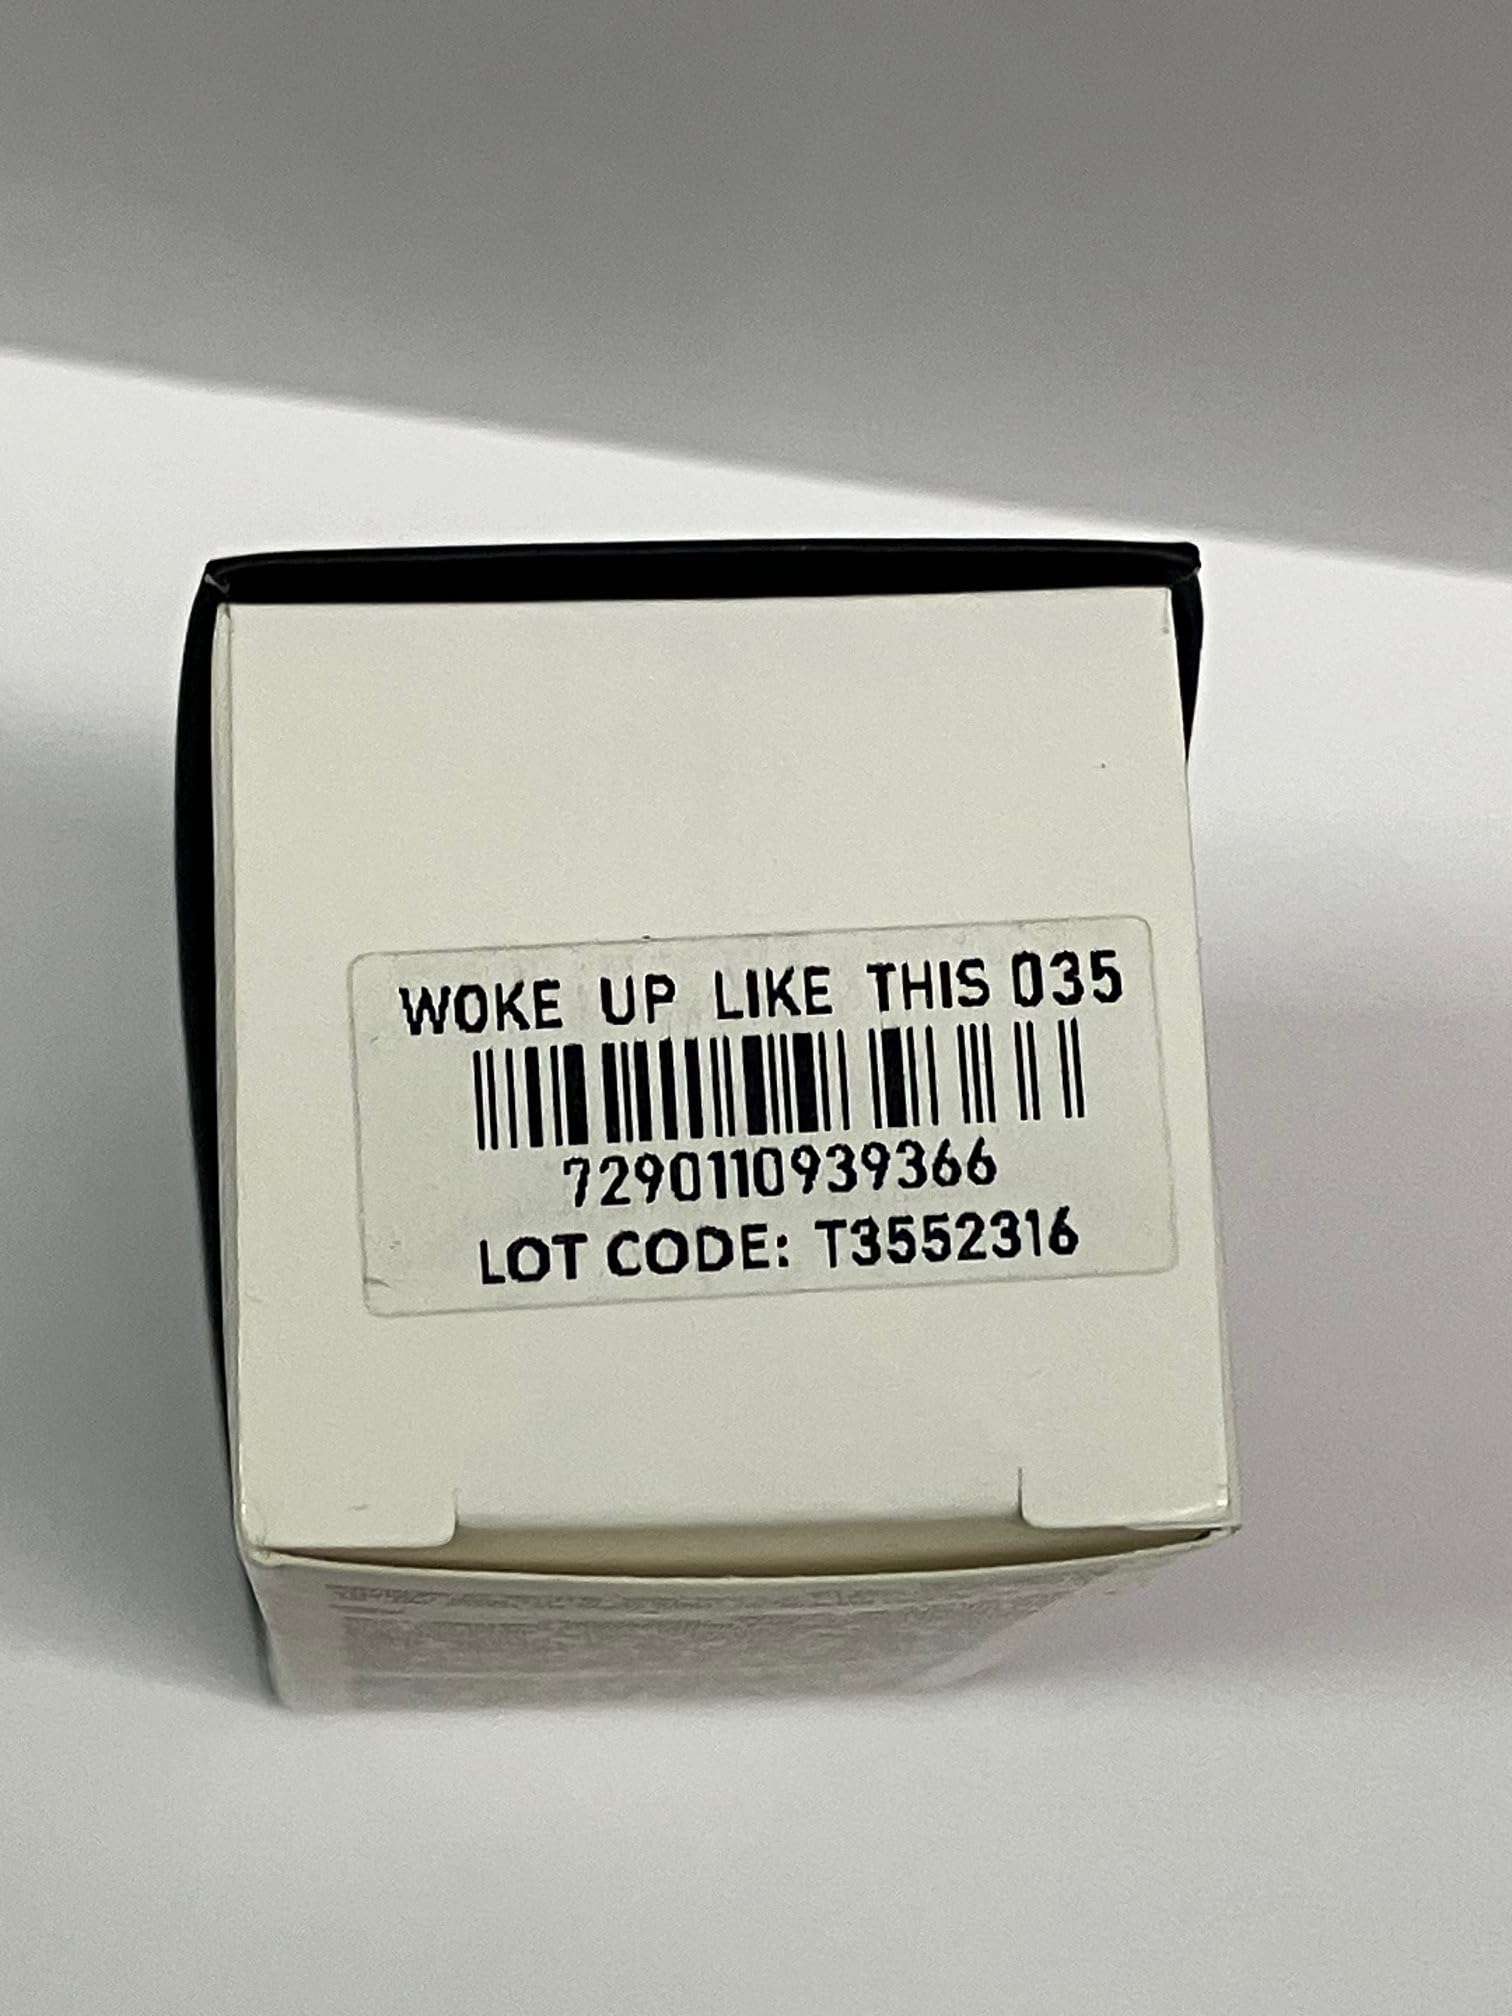 WOKE UP LIKE THIS 035
7290110939366
LOT CODE: T3552316